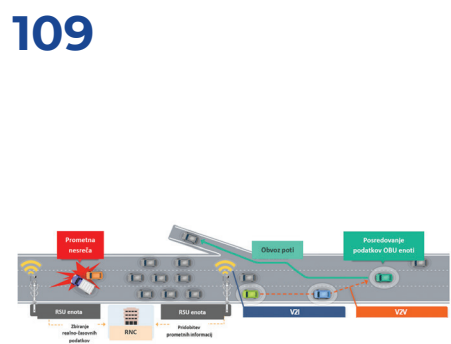 109
Prometna
nesreča
Obvoz poti
Posredovanje
podatkov OBU enoti
RSU enota
RSU enota
V2I
V2V
Zbiranje
realno-časovnih
podatkov
RNC
Pridobitev
prometnih informacij